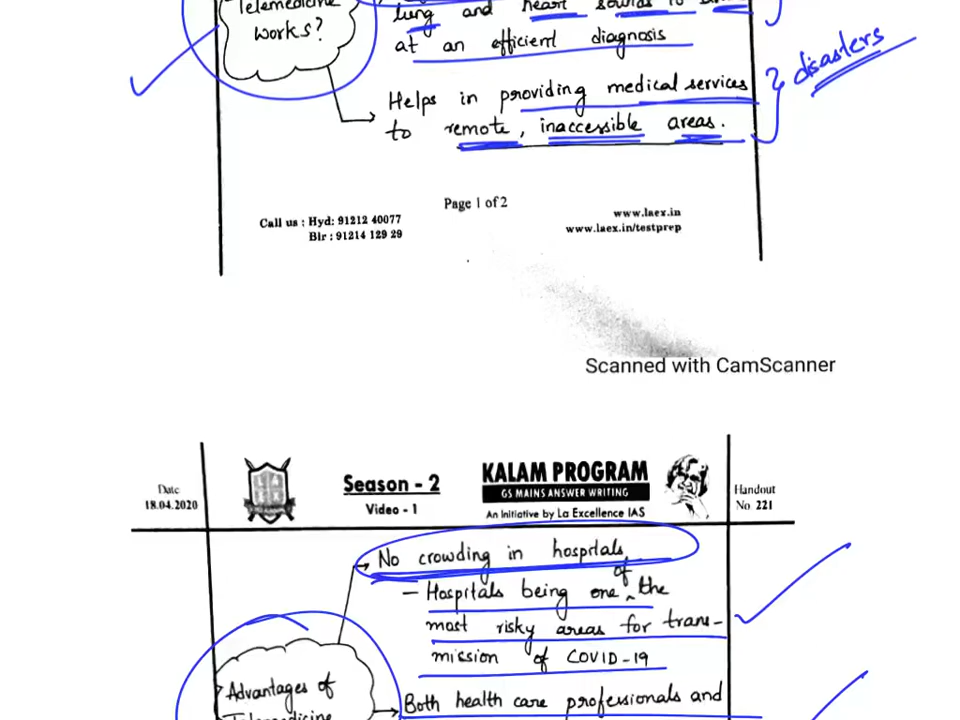 Telemedicine
works?
lung and heart sounds to
at an efficient diagnosis
Helps in providing medical services
to remote, inaccessible areas.
disasters
Call us : Hyd: 91212 40077
Blr : 91214 129 29
Page 1 of 2
www.laex.in
www.laex.in/testprep
Scanned with CamScanner
Date
18.04.2020
LA
EX
Season - 2
Video - 1
KALAM PROGRAM
GS MAINS ANSWER WRITING
An Initiative by La Excellence IAS
Handout
No. 221
No crowding in hospitals
- Hospitals being one of the
most risky areas for trans-
mission of COVID-19
Advantages of
Telemedicine
Both health care professionals and